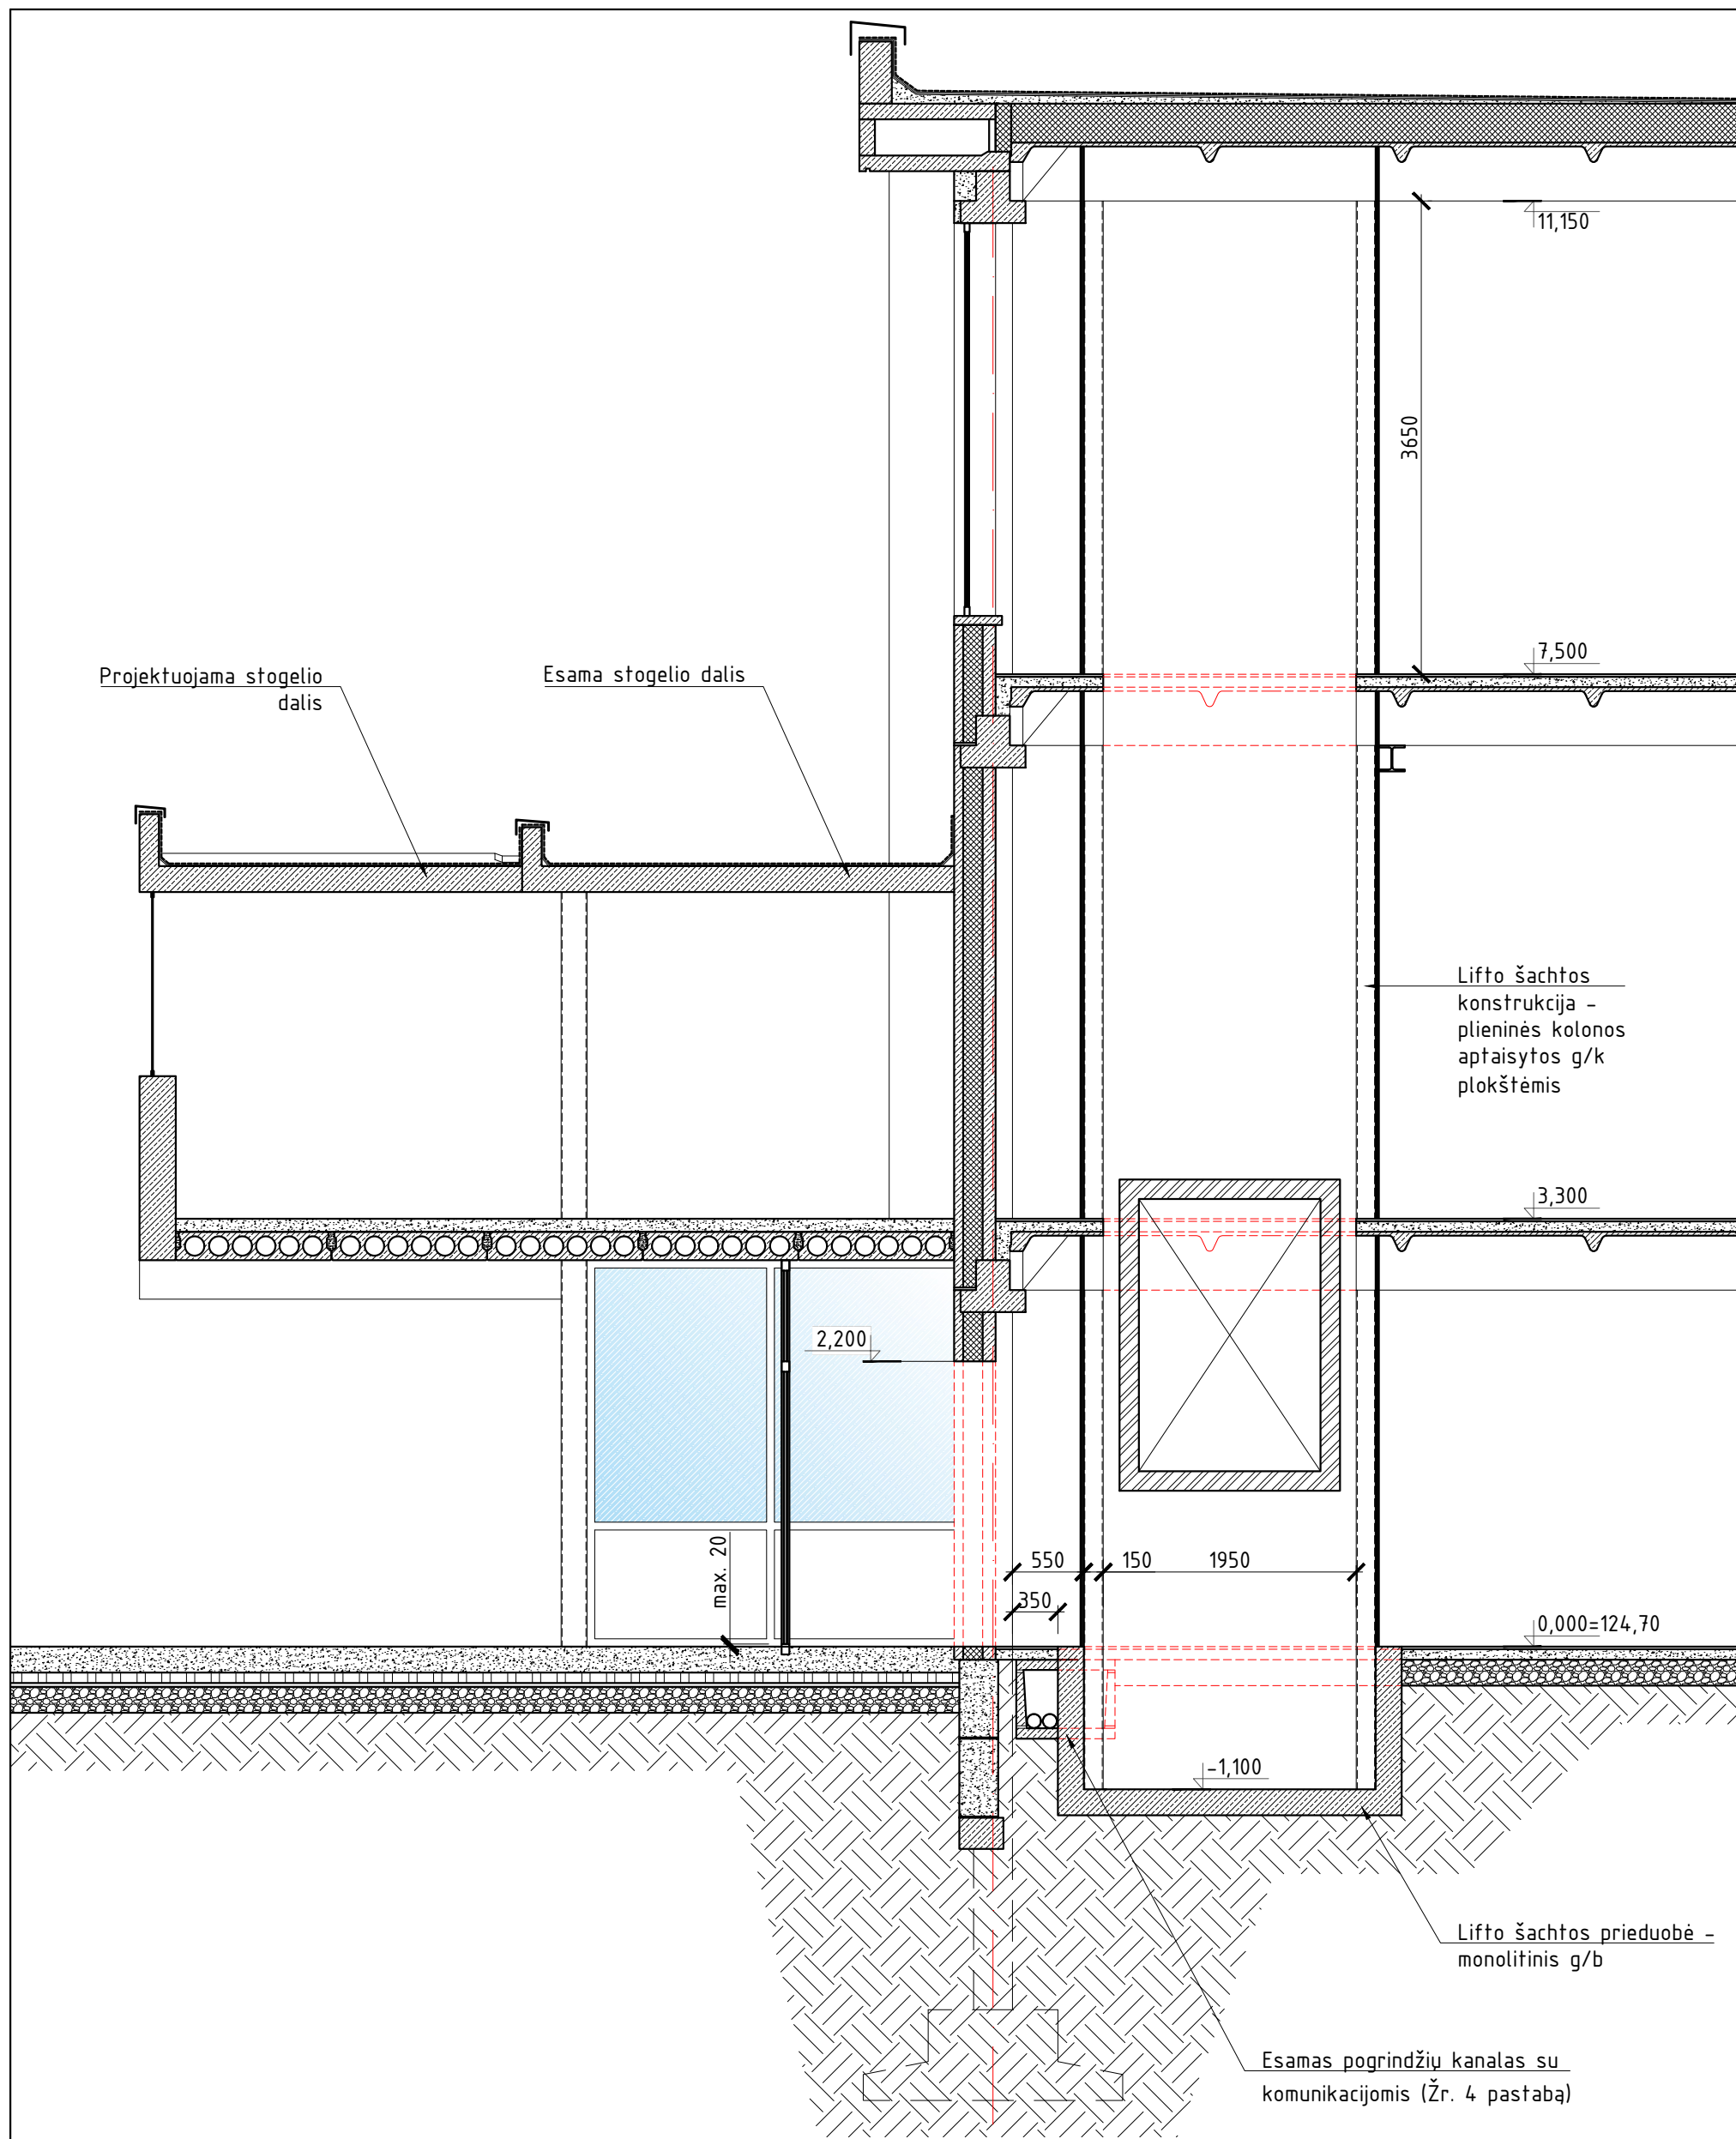 11,150
3650
7,500
Projektuojama stogelio
dalis
Esama stogelio dalis
Lifto šachtos
konstrukcija -
plieninės kolonos
aptaisytos g/k
plokštėmis
3,300
2,200
max. 20
550
150
1950
350
0,000=124,70
-1,100
Lifto šachtos prieduobė -
monolitinis g/b
Esamas pogrindžių kanalas su
komunikacijomis (Žr. 4 pastabą)